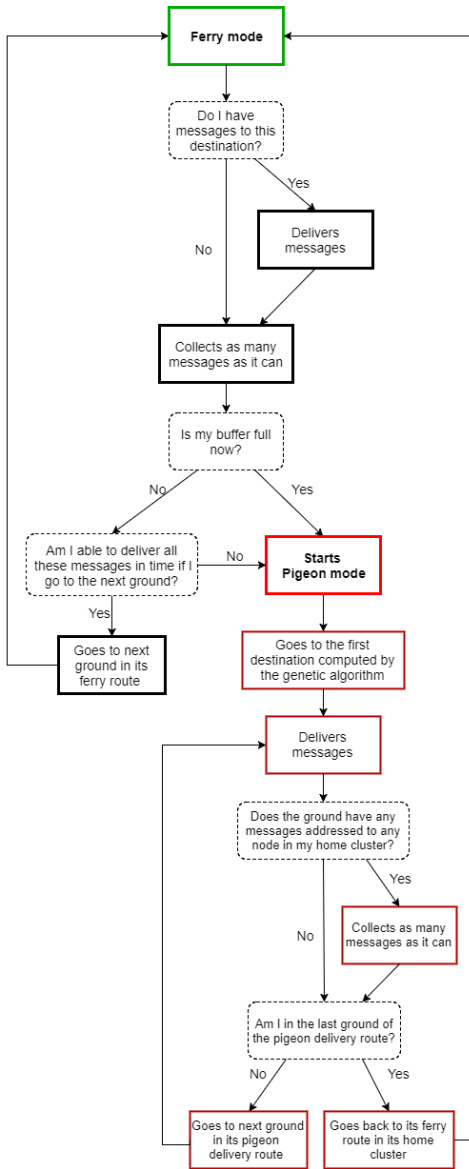 Ferry mode
Do I have
messages to this
destination?
Yes
No
Delivers
messages
Collects as many
messages as it can
Is my buffer full
now?
No
Yes
Am I able to deliver all
these messages in time if I
go to the next ground?
No
Starts
Pigeon mode
Yes
Goes to next
ground in its
ferry route
Goes to the first
destination computed by
the genetic algorithm
Delivers
messages
Does the ground have any
messages addressed to any
node in my home cluster?
Yes
No
Collects as many
messages as it can
Am I in the last ground of
the pigeon delivery route?
No
Yes
Goes to next ground
in its pigeon
delivery route
Goes back to its ferry
route in its home
cluster